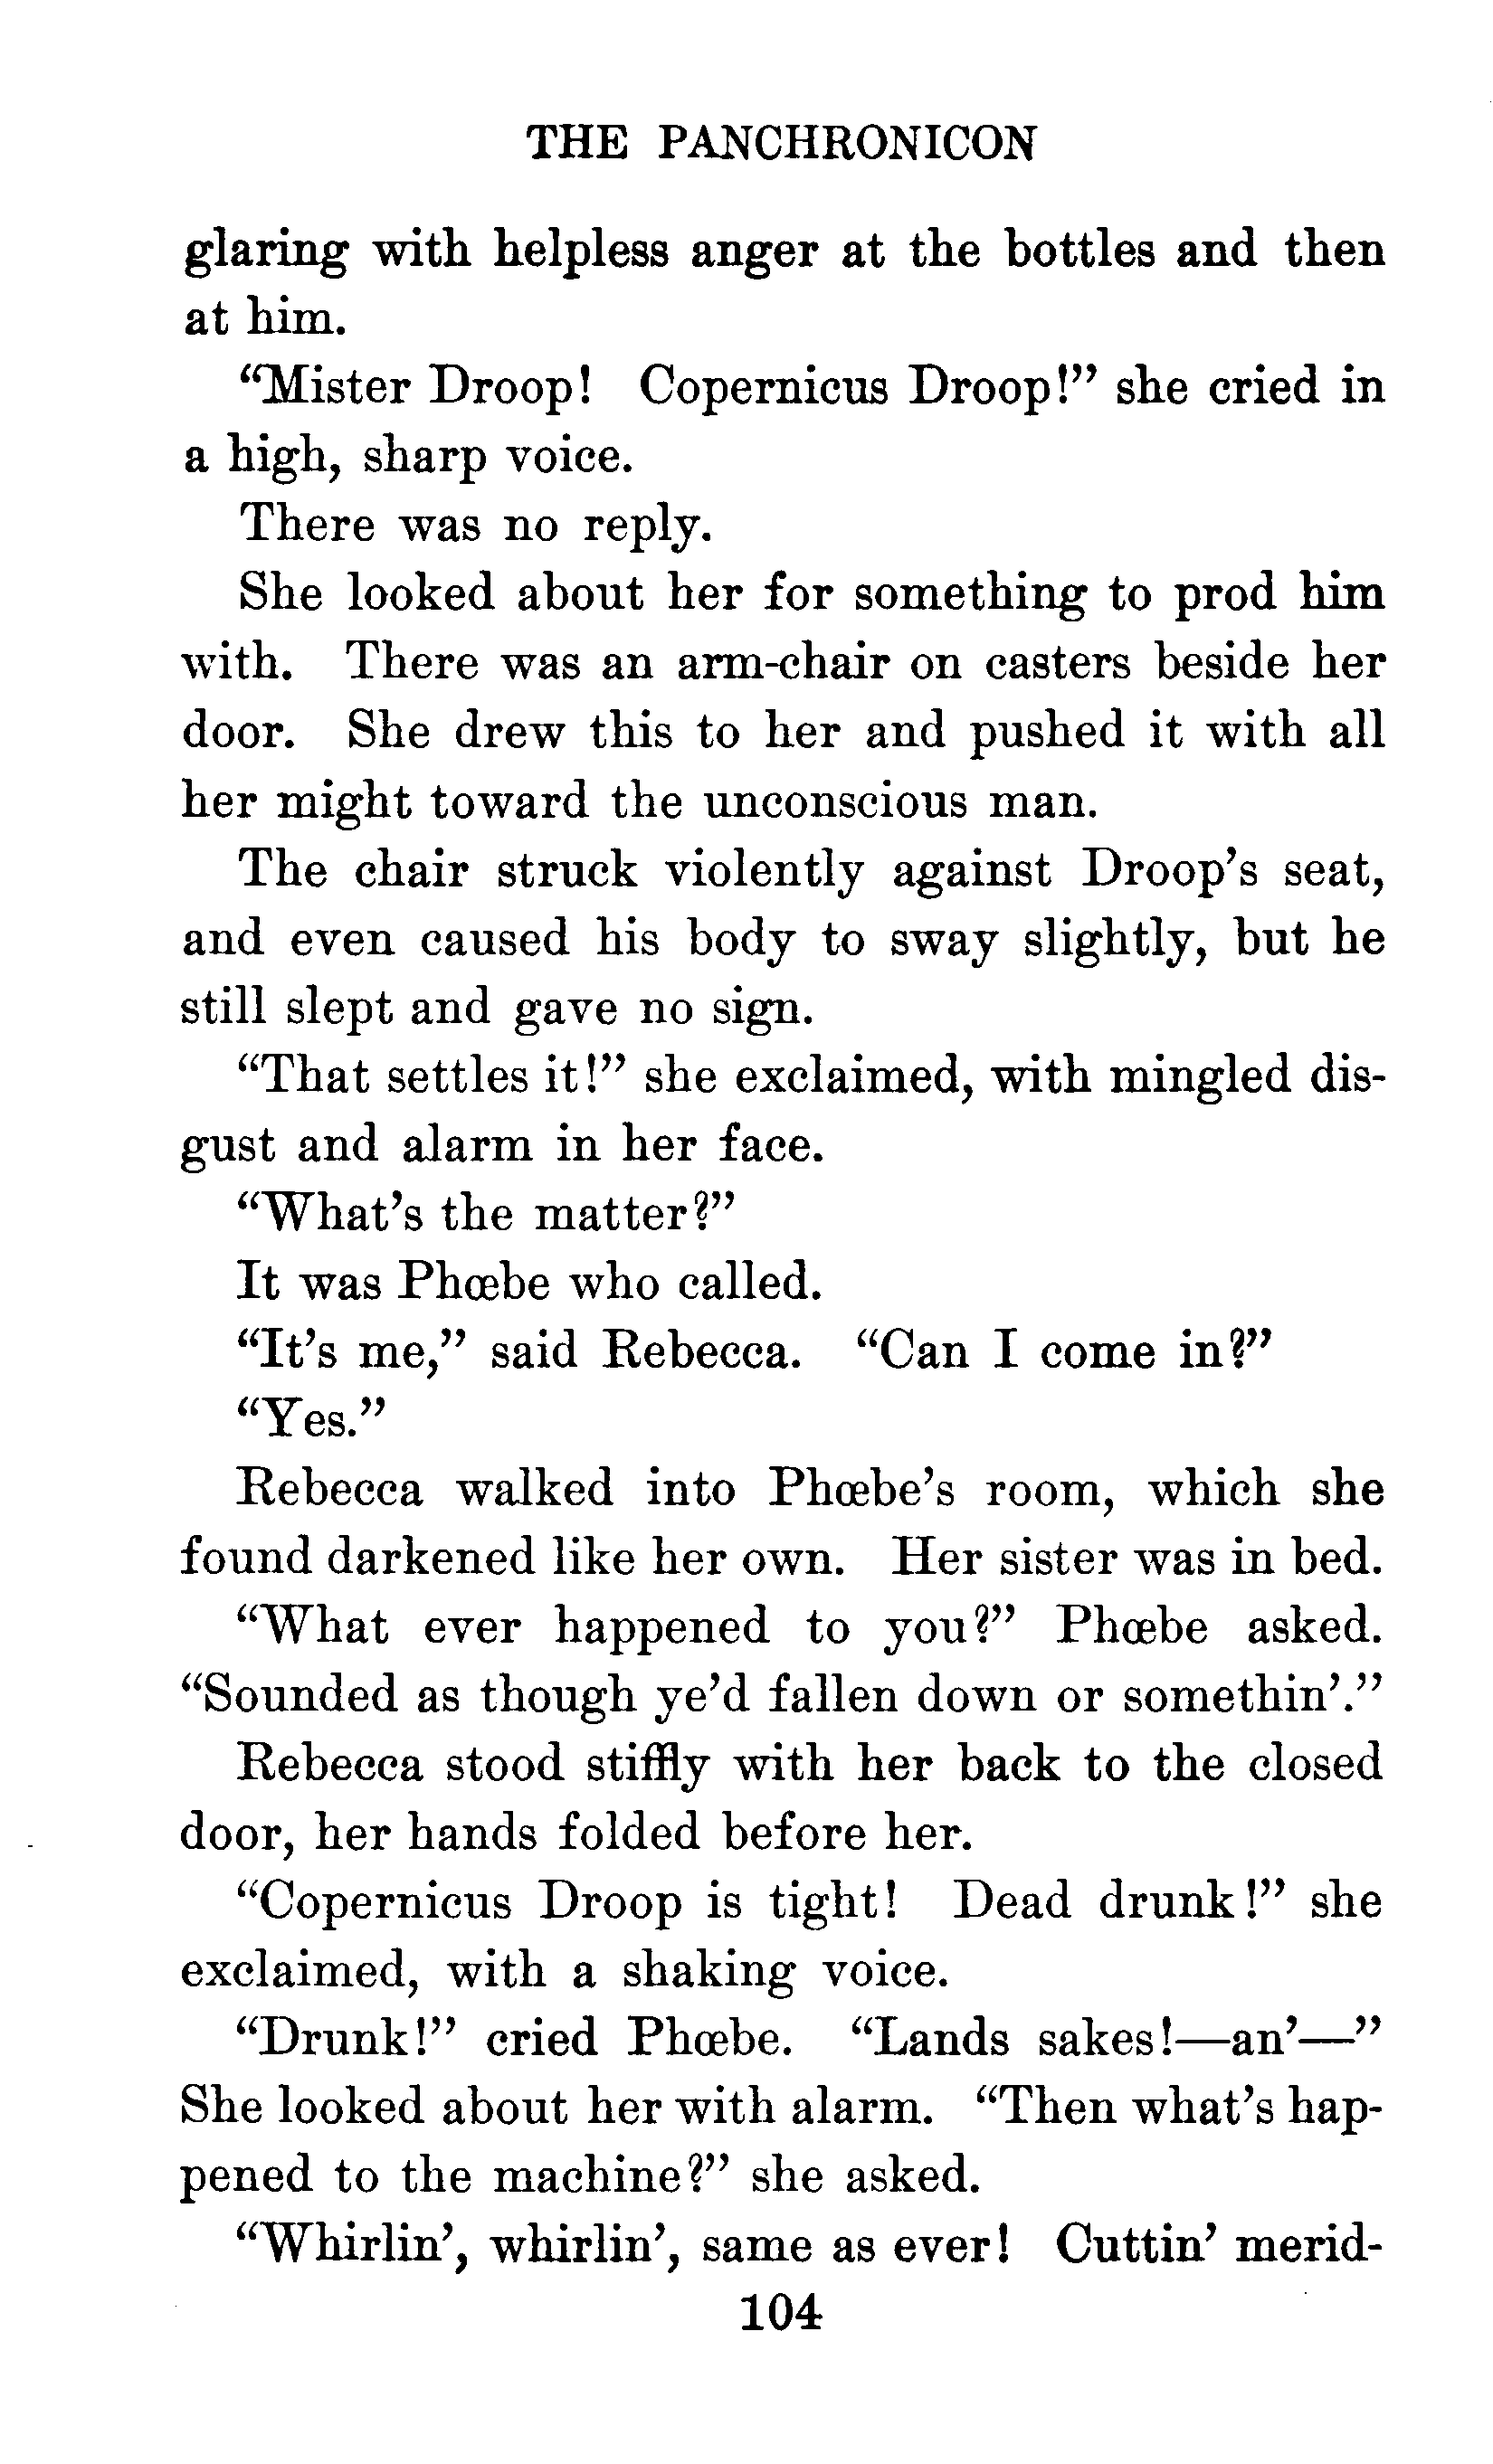 THE PANCHRONICON
glaring with helpless anger at the bottles and then
at him.
“Mister Droop! Copernicus Droop!” she cried in
a high, sharp voice.
There was no reply.
She looked about her for something to prod him
with. There was an arm-chair on casters beside her
door. She drew this to her and pushed it with all
her might toward the unconscious man.
The chair struck violently against Droop’s seat,
and even caused his body to sway slightly, but he
still slept and gave no sign.
“That settles it!” she exclaimed, with mingled dis-
gust and alarm in her face.
“What’s the matter?”
It was Phœbe who called.
“It’s me,” said Rebecca. “Can I come in?”
“Yes.”
Rebecca walked into Phœbe’s room, which she
found darkened like her own. Her sister was in bed.
“What ever happened to you?” Phœbe asked.
“Sounded as though ye’d fallen down or somethin’.”
Rebecca stood stiffly with her back to the closed
door, her hands folded before her.
“Copernicus Droop is tight! Dead drunk!” she
exclaimed, with a shaking voice.
“Drunk!” cried Phœbe. “Lands sakes!—an’—”
She looked about her with alarm. “Then what’s hap-
pened to the machine?” she asked.
“Whirlin’, whirlin’, same as ever! Cuttin’ merid-
104